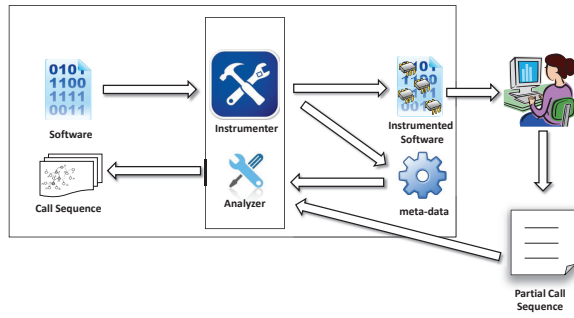 0101
1100
1111
0011
Software
Instrumenter
Instrumented
Software
Call Sequence
Analyzer
meta-data
Partial Call
Sequence